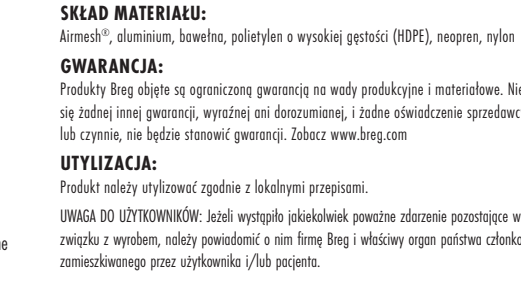 SKŁAD MATERIAŁU:
Airmesh®, aluminium, bawełna, polietylen o wysokiej gęstości (HDPE), neopren, nylon
GWARANCJA:
Produkty Breg objęte są ograniczoną gwarancją na wady produkcyjne i materiałowe. Nie
się żadnej innej gwarancji, wyraźnej ani dorozumianej, i żadne oświadczenie sprzedawc
lub czynnie, nie będzie stanowić gwarancji. Zobacz www.breg.com
UTYLIZACJA:
Produkt należy utylizować zgodnie z lokalnymi przepisami.
UWAGA DO UŻYTKOWNIKÓW: Jeżeli wystąpiło jakiekolwiek poważne zdarzenie pozostające w
związku z wyrobem, należy powiadomić o nim firmę Breg i właściwy organ państwa członko
zamieszkiwanego przez użytkownika i/lub pacjenta.